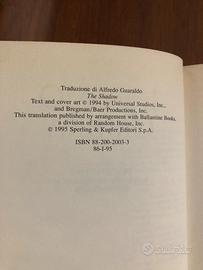 Traduzione di Alfredo Guaraldo
The Shadow
Text and cover art © 1994 by Universal Studios, Inc.,
and Bregman/Baer Productions, Inc.
This translation published by arrangement with Ballantine Books,
a division of Random House, Inc.
© 1995 Sperling & Kupfer Editori S.p.A.
ISBN 88-200-2003-3
86-I-95
subito